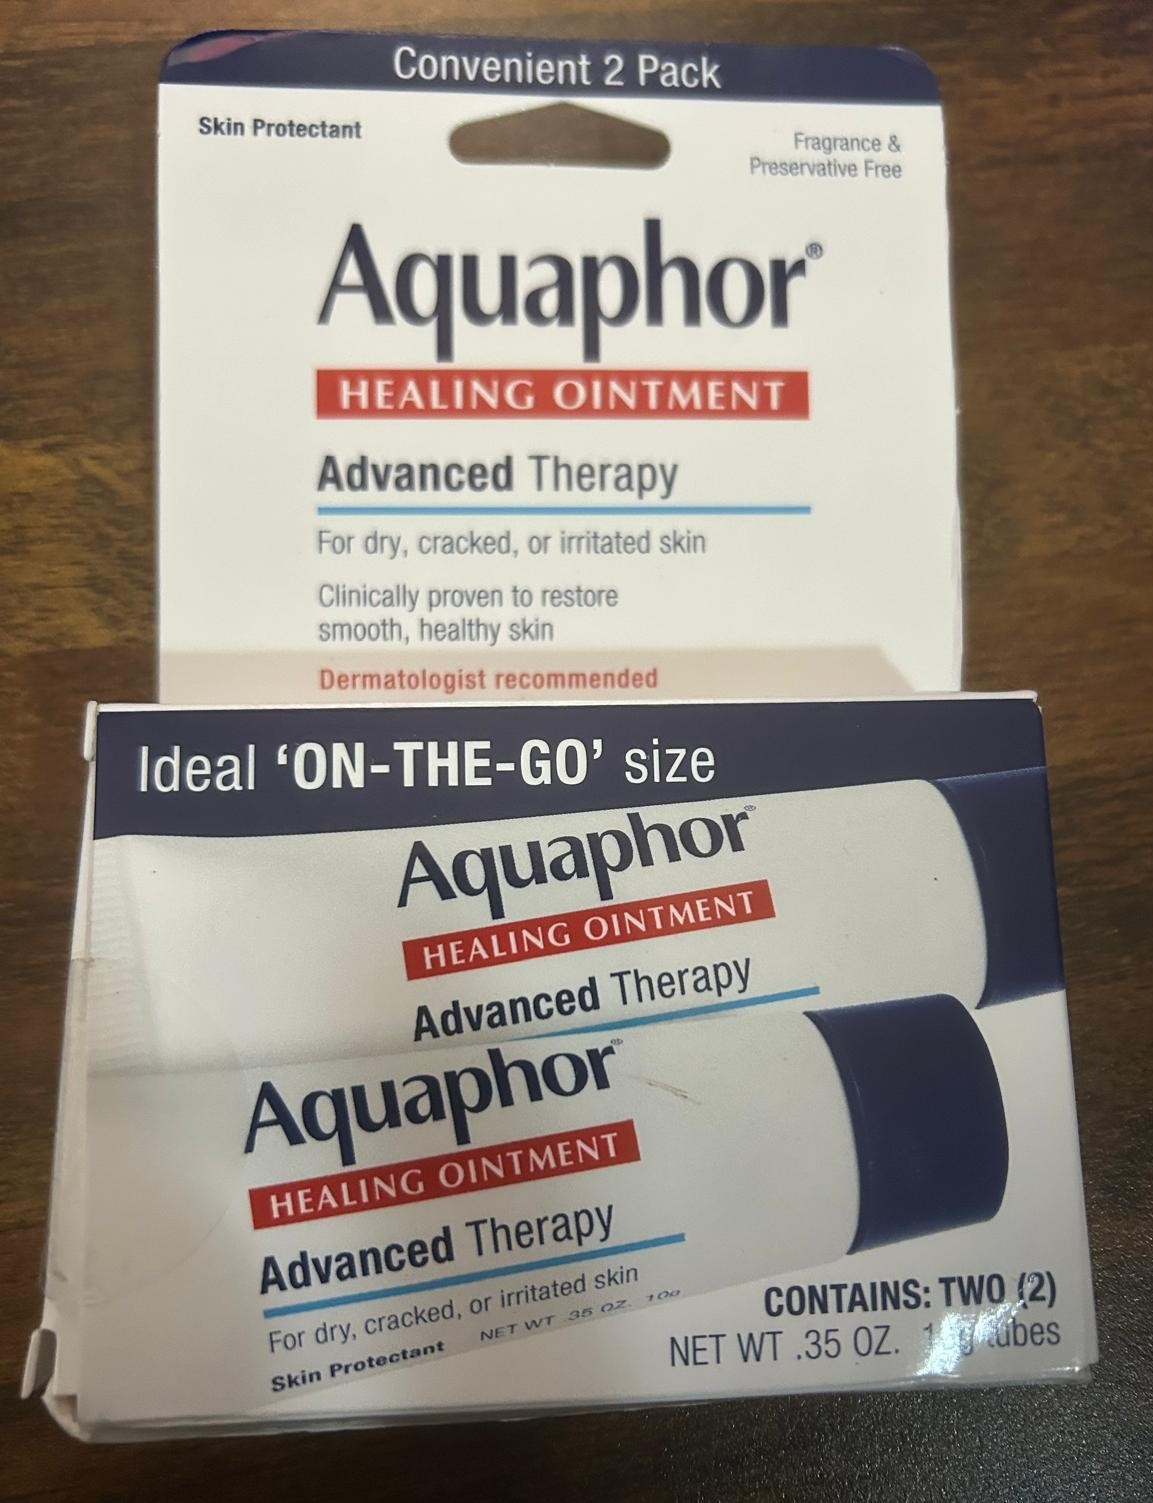 Convenient 2 Pack
Skin Protectant
Fragrance &
Preservative Free
Aquaphor®
HEALING OINTMENT
Advanced Therapy
For dry, cracked, or irritated skin
Clinically proven to restore
smooth, healthy skin
Dermatologist recommended
Ideal ‘ON-THE-GO’ size
Aquaphor®
HEALING OINTMENT
Advanced Therapy
Aquaphor®
HEALING OINTMENT
Advanced Therapy
For dry, cracked, or irritated skin
Skin Protectant NET WT .35 OZ. 10g
CONTAINS: TWO (2)
NET WT .35 OZ. tubes